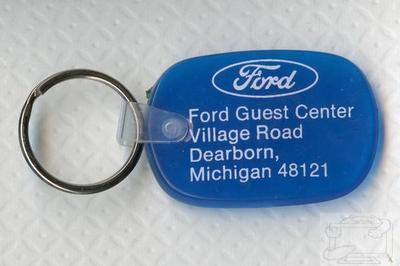 Ford
Ford Guest Center
Village Road
Dearborn,
Michigan 48121